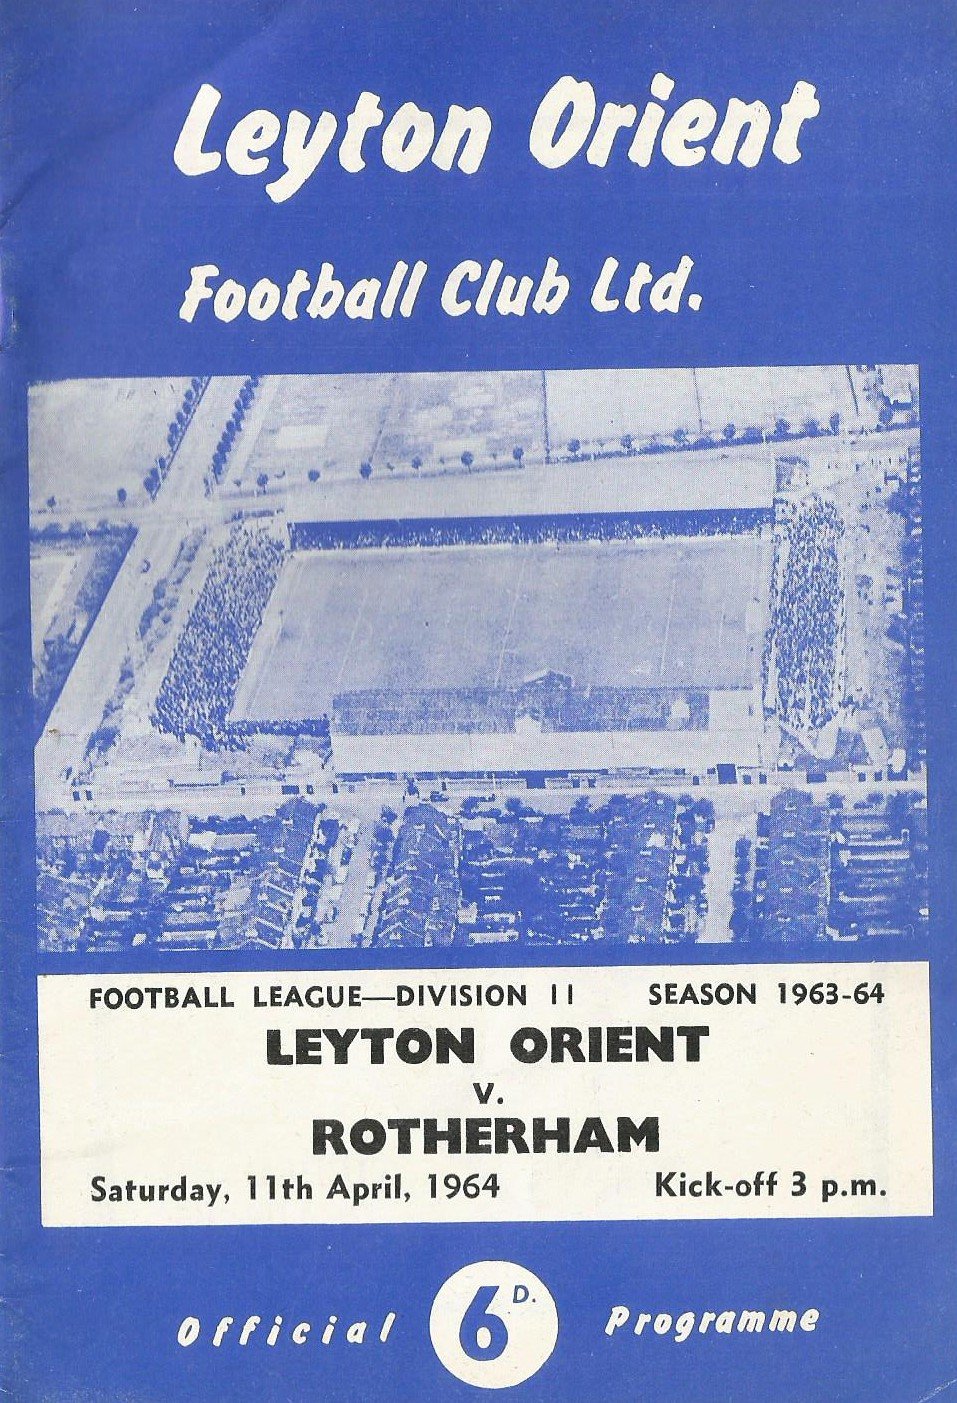 Leyton Orient
Football Club Ltd.
FOOTBALL LEAGUE—DIVISION II SEASON 1963-64
LEYTON ORIENT
v.
ROTHERHAM
Saturday, 11th April, 1964 Kick-off 3 p.m.
Official 6D. Programme